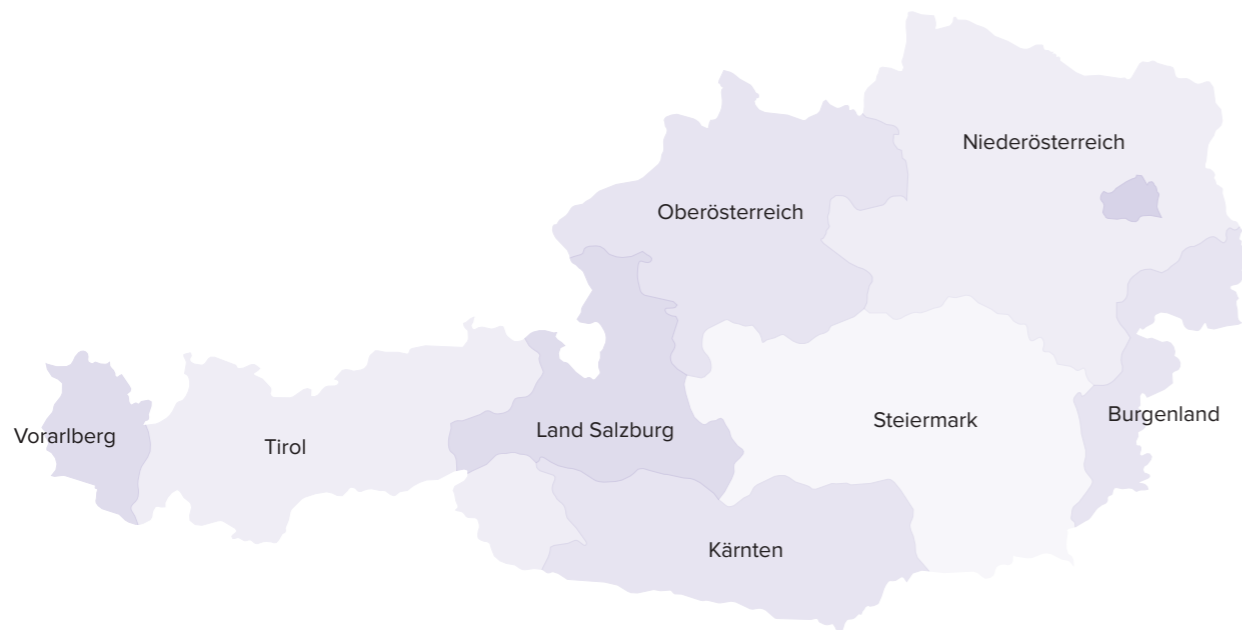 Niederösterreich
Oberösterreich
Vorarlberg
Tirol
Land Salzburg
Steiermark
Burgenland
Kärnten